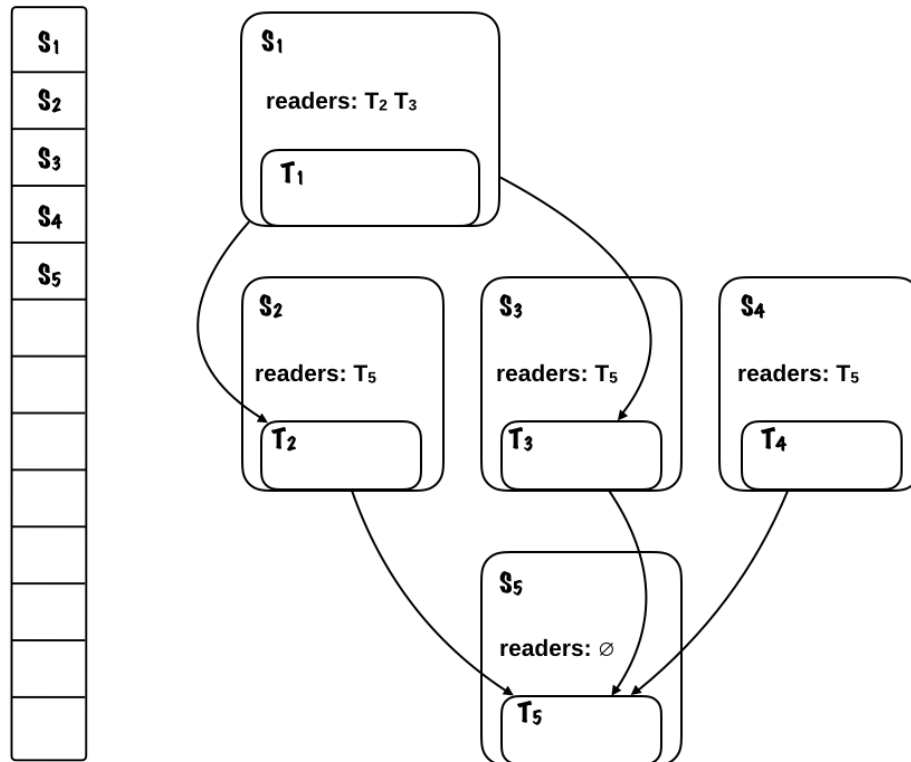 S₁
S₂
S₃
S₄
S₅
S₁
readers: T₂ T₃
T₁
S₂
readers: T₅
T₂
S₃
readers: T₅
T₃
S₄
readers: T₅
T₄
S₅
readers: ∅
T₅